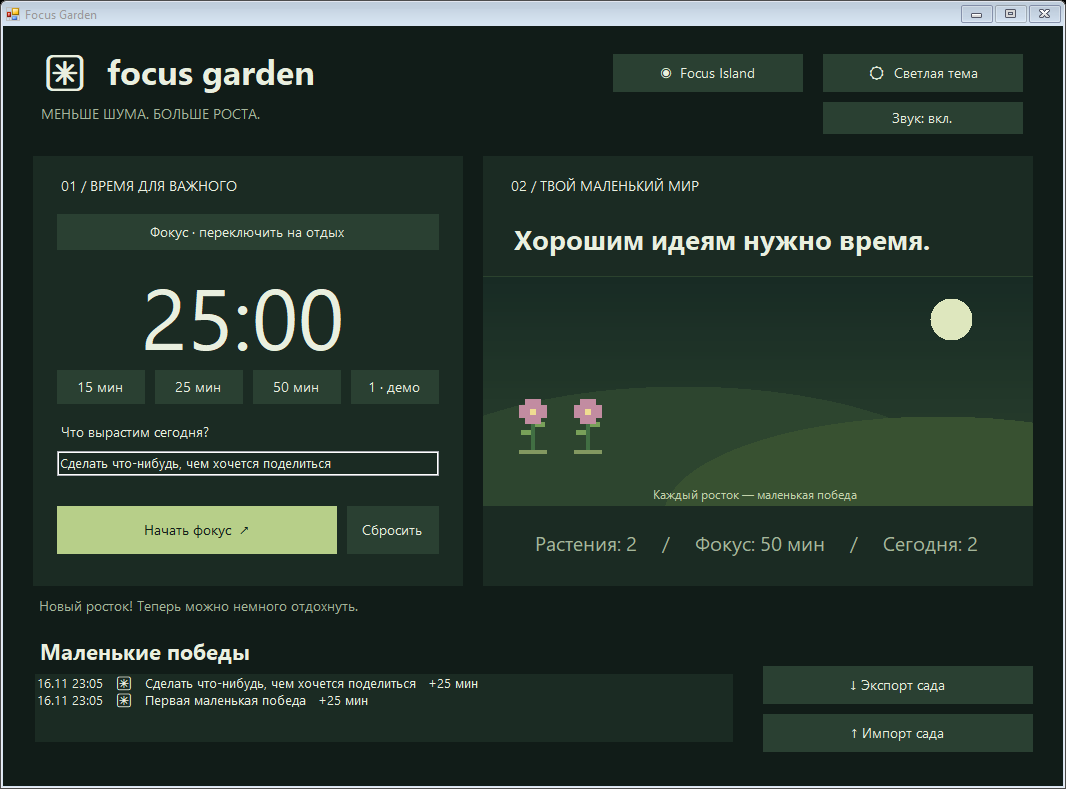 Focus Garden
focus garden
МЕНЬШЕ ШУМА. БОЛЬШЕ РОСТА.
Focus Island
Светлая тема
Звук: вкл.
01 / ВРЕМЯ ДЛЯ ВАЖНОГО
Фокус · переключить на отдых
25:00
15 мин
25 мин
50 мин
1 · демо
Что вырастим сегодня?
Сделать что-нибудь, чем хочется поделиться
Начать фокус ↗
Сбросить
02 / ТВОЙ МАЛЕНЬКИЙ МИР
Хорошим идеям нужно время.
Каждый росток — маленькая победа
Растения: 2 / Фокус: 50 мин / Сегодня: 2
Новый росток! Теперь можно немного отдохнуть.
Маленькие победы
16.11 23:05 Сделать что-нибудь, чем хочется поделиться +25 мин
16.11 23:05 Первая маленькая победа +25 мин
↓ Экспорт сада
↑ Импорт сада